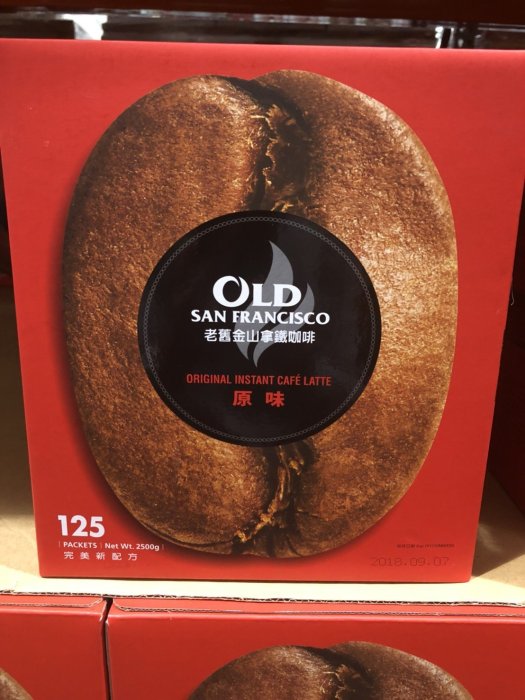 OLD
SAN FRANCISCO
老舊金山拿鐵咖啡
ORIGINAL INSTANT CAFÉ LATTE
原味
125
PACKETS | Net Wt. 2500g |
完美新配方
2018.09.07